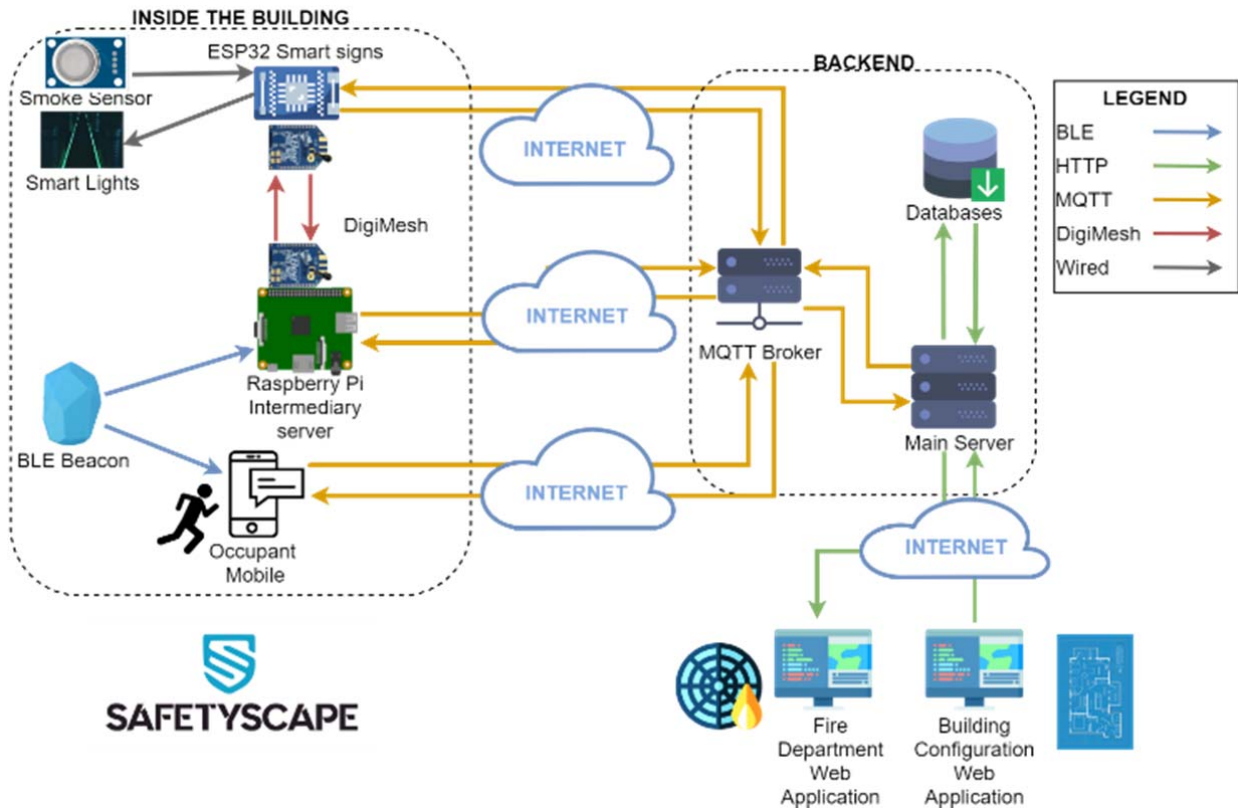 INSIDE THE BUILDING
ESP32 Smart signs
Smoke Sensor
Smart Lights
DigiMesh
Raspberry Pi
Intermediary
server
BLE Beacon
Occupant
Mobile
INTERNET
INTERNET
INTERNET
BACKEND
Databases
MQTT Broker
Main Server
INTERNET
LEGEND
BLE
HTTP
MQTT
DigiMesh
Wired
SAFETYSCAPE
Fire
Department
Web
Application
Building
Configuration
Web
Application